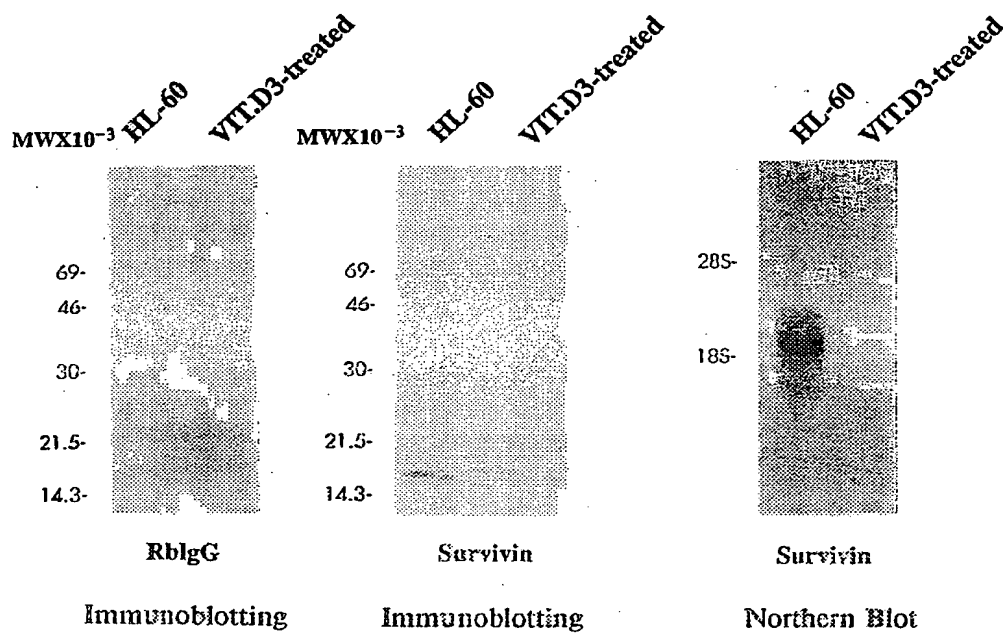 HL-60 VIT.D3-treated HL-60 VIT.D3-treated HL-60 VIT.D3-treated
MWX10⁻³ MWX10⁻³
69- 69- 28S-
46- 46-
30- 30- 18S-
21.5- 21.5-
14.3- 14.3-
RbIgG Survivin Survivin
Immunoblotting Immunoblotting Northern Blot